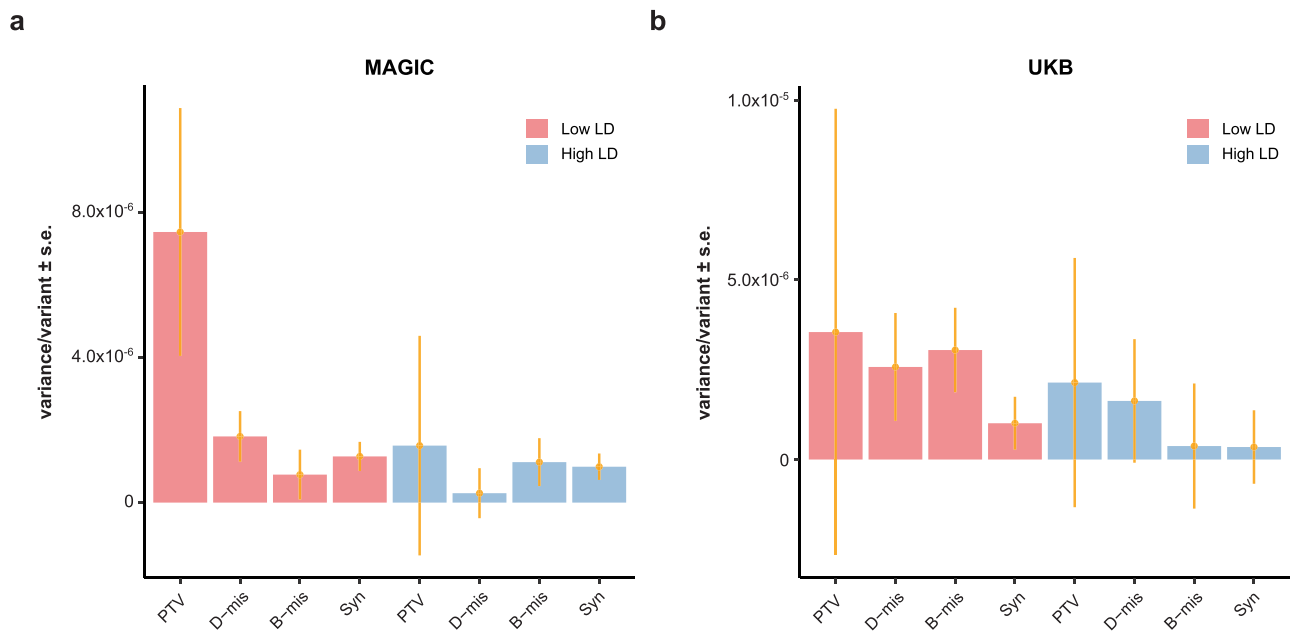 a
MAGIC
variance/variant ± s.e.
8.0x10⁻⁶
4.0x10⁻⁶
0
Low LD
High LD
PTV
D−mis
B−mis
Syn
PTV
D−mis
B−mis
Syn
b
UKB
variance/variant ± s.e.
1.0x10⁻⁵
5.0x10⁻⁶
0
Low LD
High LD
PTV
D−mis
B−mis
Syn
PTV
D−mis
B−mis
Syn